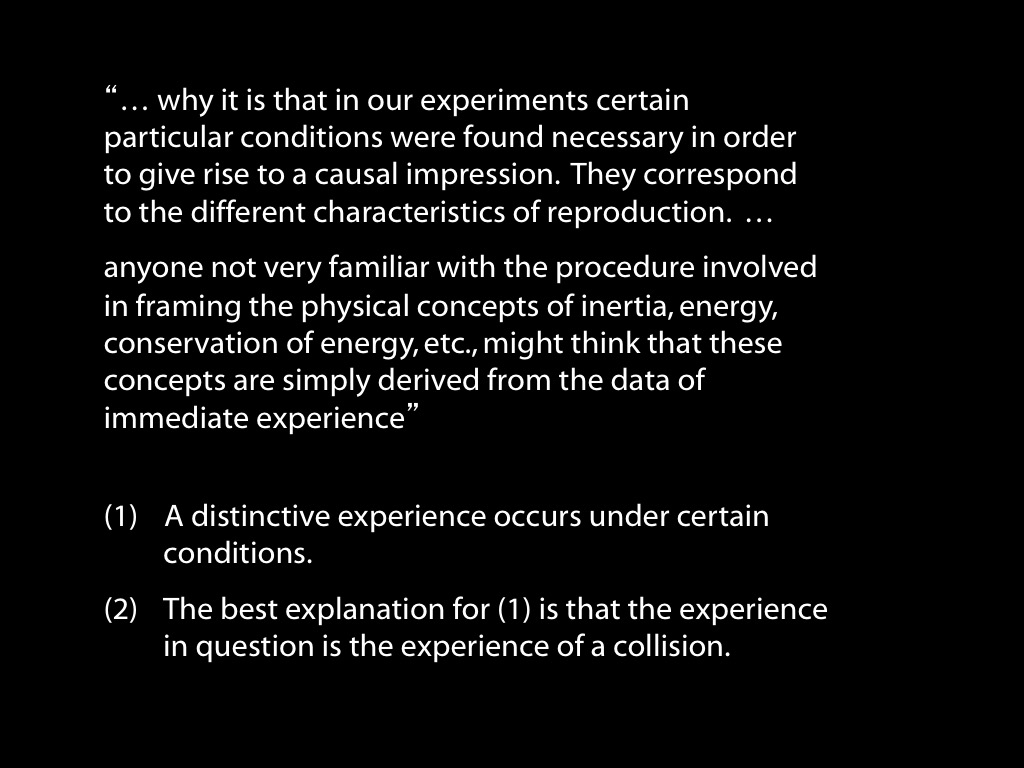 “… why it is that in our experiments certain
particular conditions were found necessary in order
to give rise to a causal impression. They correspond
to the different characteristics of reproduction. …
anyone not very familiar with the procedure involved
in framing the physical concepts of inertia, energy,
conservation of energy, etc., might think that these
concepts are simply derived from the data of
immediate experience”
(1) A distinctive experience occurs under certain
conditions.
(2) The best explanation for (1) is that the experience
in question is the experience of a collision.